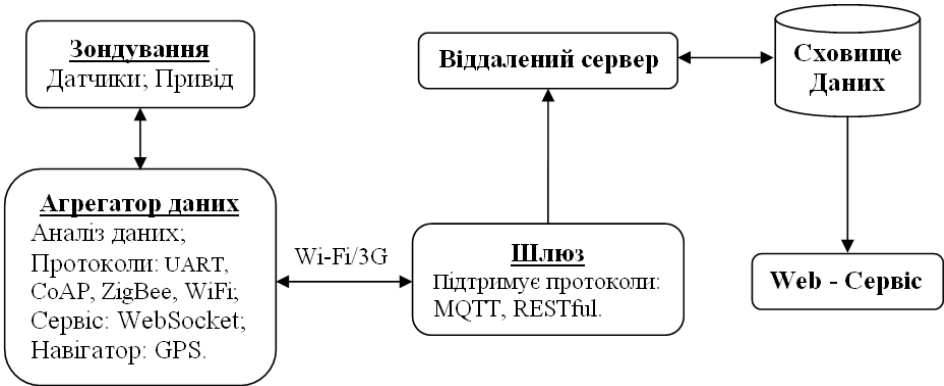 Зондування
Датчики; Привід
Агрегатор даних
Аналіз даних;
Протоколи: UART,
CoAP, ZigBee, WiFi;
Сервіс: WebSocket;
Навігатор: GPS.
Wi-Fi/3G
Шлюз
Підтримує протоколи:
MQTT, RESTful.
Віддалений сервер
Сховище
Даних
Web - Сервіс